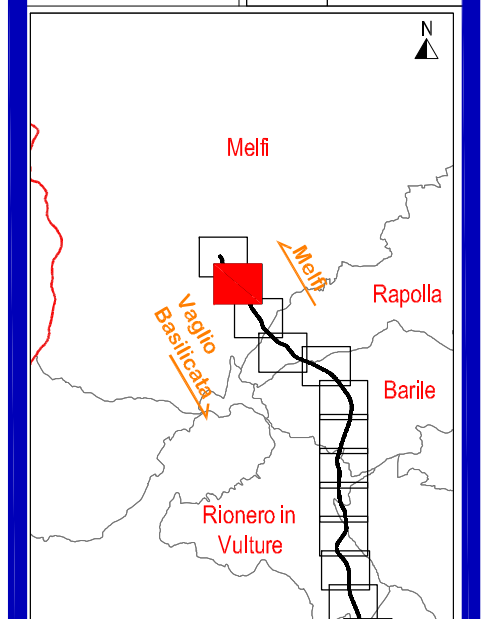 N
Melfi
Melfi
Rapolla
Vaglio
Basilicata
Barile
Rionero in
Vulture